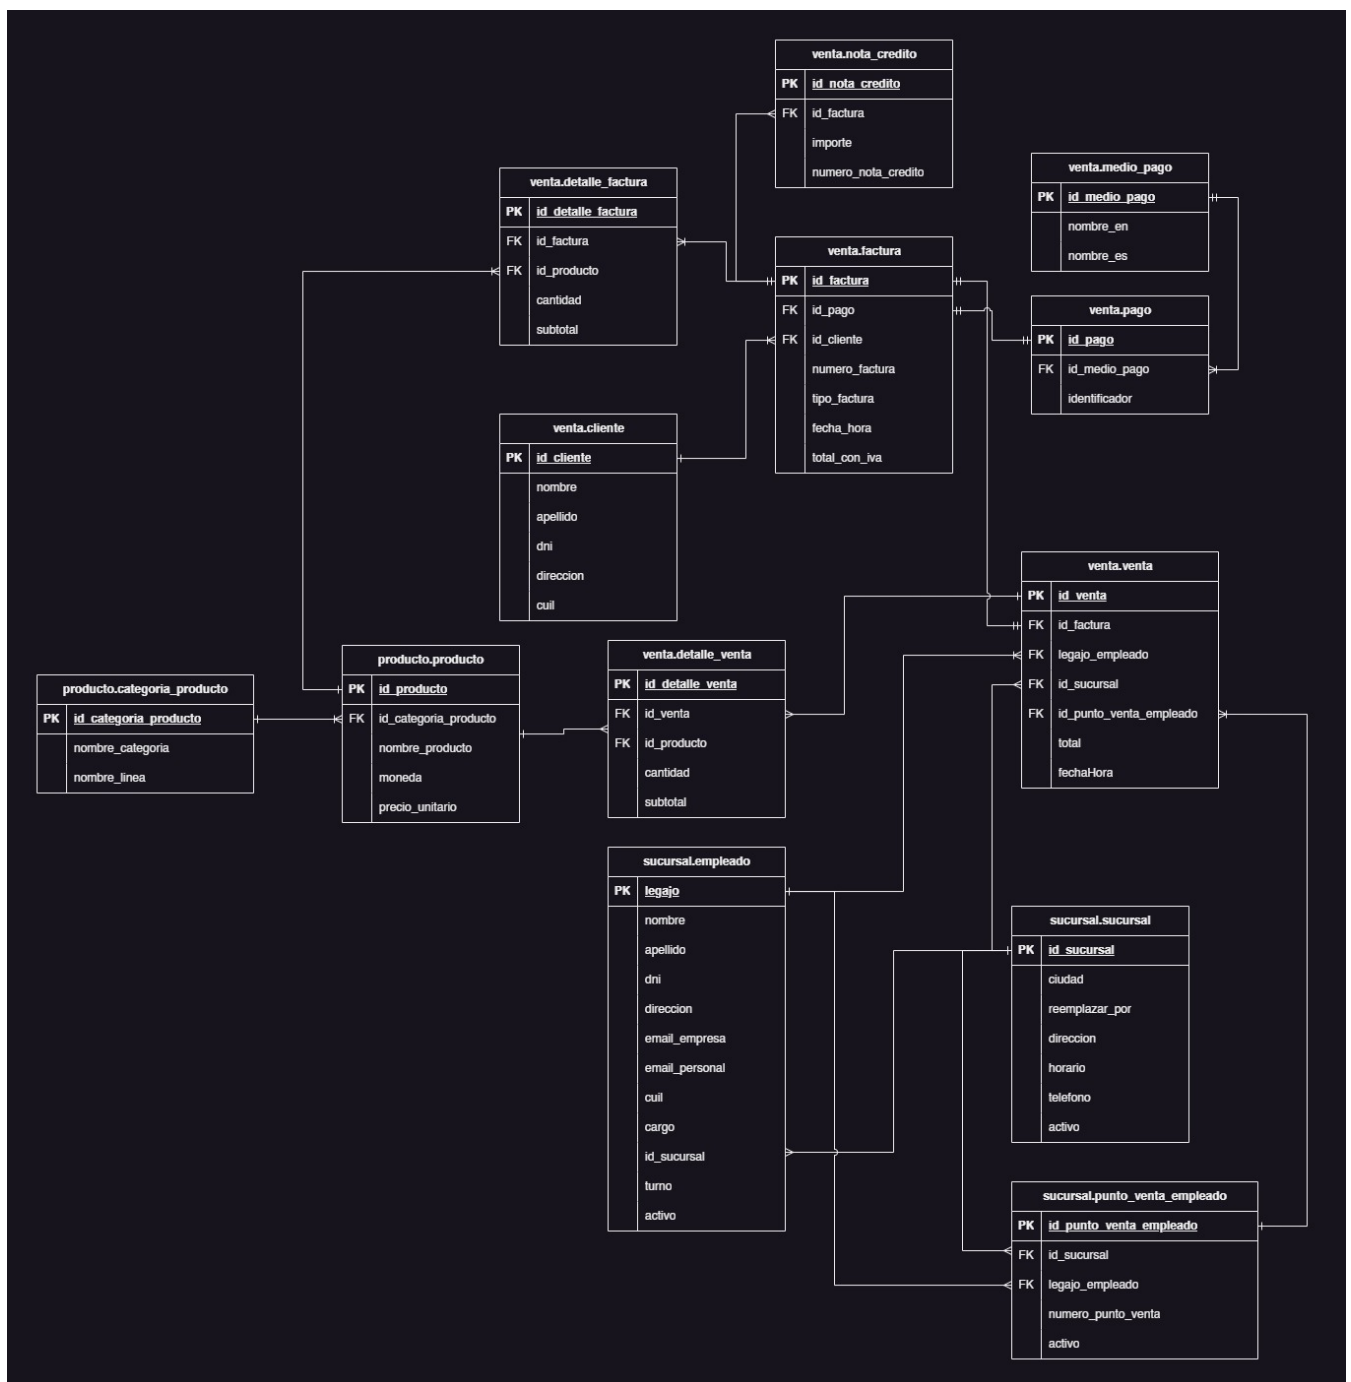 venta.nota_credito
PK id_nota_credito
FK id_factura
importe
numero_nota_credito
venta.medio_pago
PK id_medio_pago
nombre_en
nombre_es
venta.detalle_factura
PK id_detalle_factura
FK id_factura
FK id_producto
cantidad
subtotal
venta.factura
PK id_factura
FK id_pago
FK id_cliente
numero_factura
tipo_factura
fecha_hora
total_con_iva
venta.pago
PK id_pago
FK id_medio_pago
identificador
venta.cliente
PK id_cliente
nombre
apellido
dni
direccion
cuil
venta.venta
PK id_venta
FK id_factura
FK legajo_empleado
FK id_sucursal
FK id_punto_venta_empleado
total
fechaHora
producto.categoria_producto
PK id_categoria_producto
nombre_categoria
nombre_linea
producto.producto
PK id_producto
FK id_categoria_producto
nombre_producto
moneda
precio_unitario
venta.detalle_venta
PK id_detalle_venta
FK id_venta
FK id_producto
cantidad
subtotal
sucursal.empleado
PK legajo
nombre
apellido
dni
direccion
email_empresa
email_personal
cuil
cargo
id_sucursal
turno
activo
sucursal.sucursal
PK id_sucursal
ciudad
reemplazar_por
direccion
horario
telefono
activo
sucursal.punto_venta_empleado
PK id_punto_venta_empleado
FK id_sucursal
FK legajo_empleado
numero_punto_venta
activo